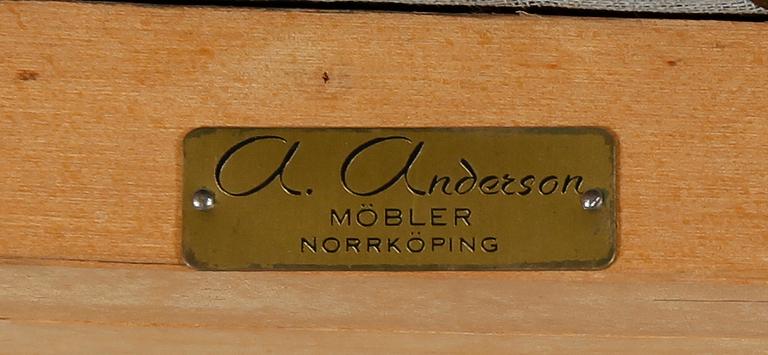 A. Anderson
MÖBLER
NORRKÖPING